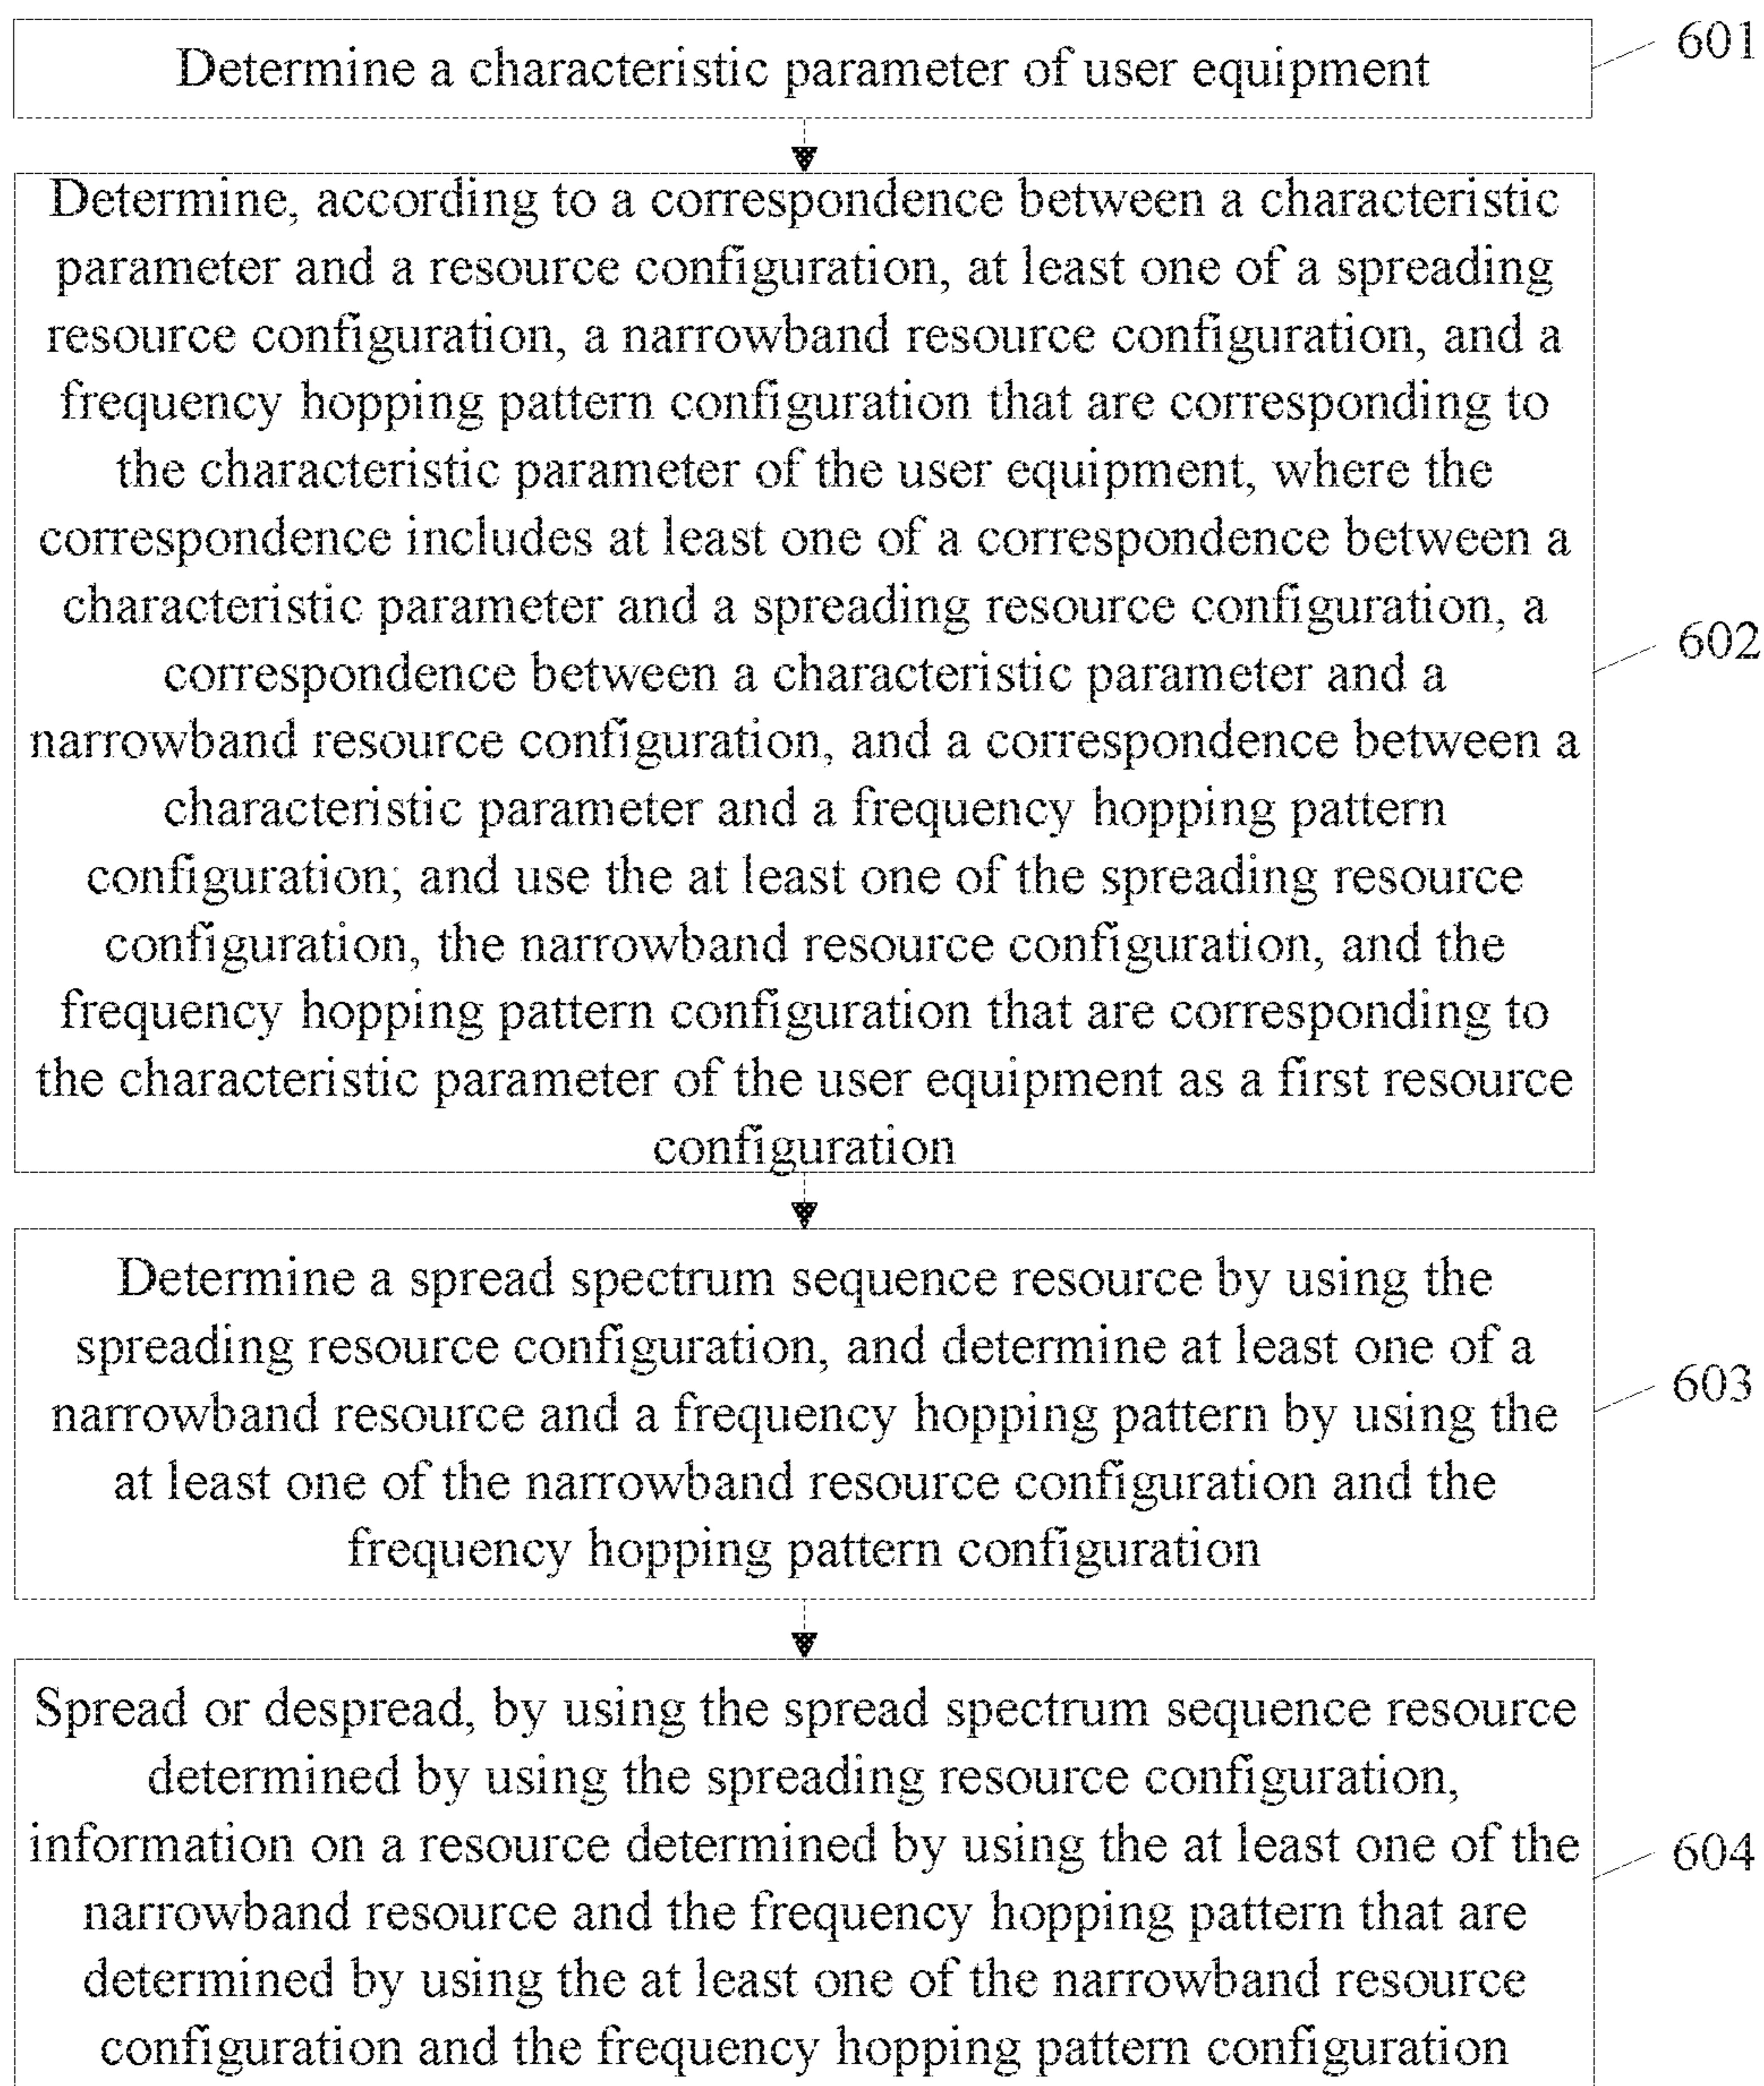 Determine a characteristic parameter of user equipment
601
Determine, according to a correspondence between a characteristic
parameter and a resource configuration, at least one of a spreading
resource configuration, a narrowband resource configuration, and a
frequency hopping pattern configuration that are corresponding to
the characteristic parameter of the user equipment, where the
correspondence includes at least one of a correspondence between a
characteristic parameter and a spreading resource configuration, a
correspondence between a characteristic parameter and a
narrowband resource configuration, and a correspondence between a
characteristic parameter and a frequency hopping pattern
configuration; and use the at least one of the spreading resource
configuration, the narrowband resource configuration, and the
frequency hopping pattern configuration that are corresponding to
the characteristic parameter of the user equipment as a first resource
configuration
602
Determine a spread spectrum sequence resource by using the
spreading resource configuration, and determine at least one of a
narrowband resource and a frequency hopping pattern by using the
at least one of the narrowband resource configuration and the
frequency hopping pattern configuration
603
Spread or despread, by using the spread spectrum sequence resource
determined by using the spreading resource configuration,
information on a resource determined by using the at least one of the
narrowband resource and the frequency hopping pattern that are
determined by using the at least one of the narrowband resource
configuration and the frequency hopping pattern configuration
604